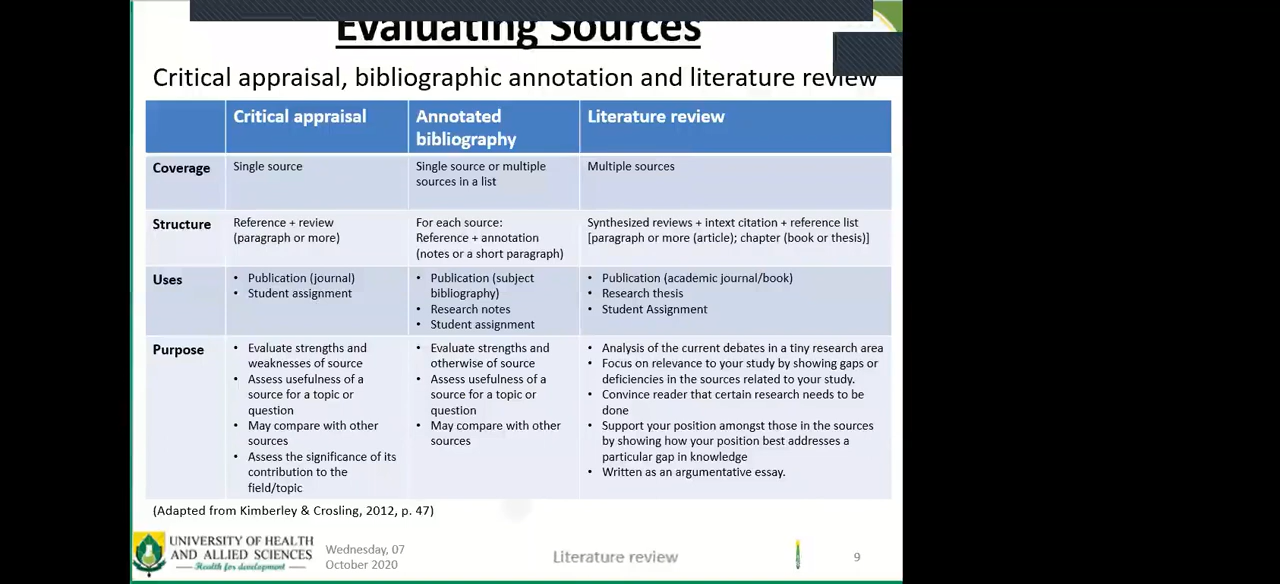 Evaluating Sources
Critical appraisal, bibliographic annotation and literature review
Critical appraisal
Annotated
bibliography
Literature review
Coverage
Single source
Single source or multiple
sources in a list
Multiple sources
Structure
Reference + review
(paragraph or more)
For each source:
Reference + annotation
(notes or a short paragraph)
Synthesized reviews + intext citation + reference list
[paragraph or more (article); chapter (book or thesis)]
Uses
• Publication (journal)
• Student assignment
• Publication (subject
bibliography)
• Research notes
• Student assignment
• Publication (academic journal/book)
• Research thesis
• Student Assignment
Purpose
• Evaluate strengths and
weaknesses of source
• Assess usefulness of a
source for a topic or
question
• May compare with other
sources
• Assess the significance of its
contribution to the
field/topic
• Evaluate strengths and
otherwise of source
• Assess usefulness of a
source for a topic or
question
• May compare with other
sources
• Analysis of the current debates in a tiny research area
• Focus on relevance to your study by showing gaps or
deficiencies in the sources related to your study.
• Convince reader that certain research needs to be
done
• Support your position amongst those in the sources
by showing how your position best addresses a
particular gap in knowledge
• Written as an argumentative essay.
(Adapted from Kimberley & Crosling, 2012, p. 47)
UNIVERSITY OF HEALTH
AND ALLIED SCIENCES
Health for development
Wednesday, 07
October 2020
Literature review
9